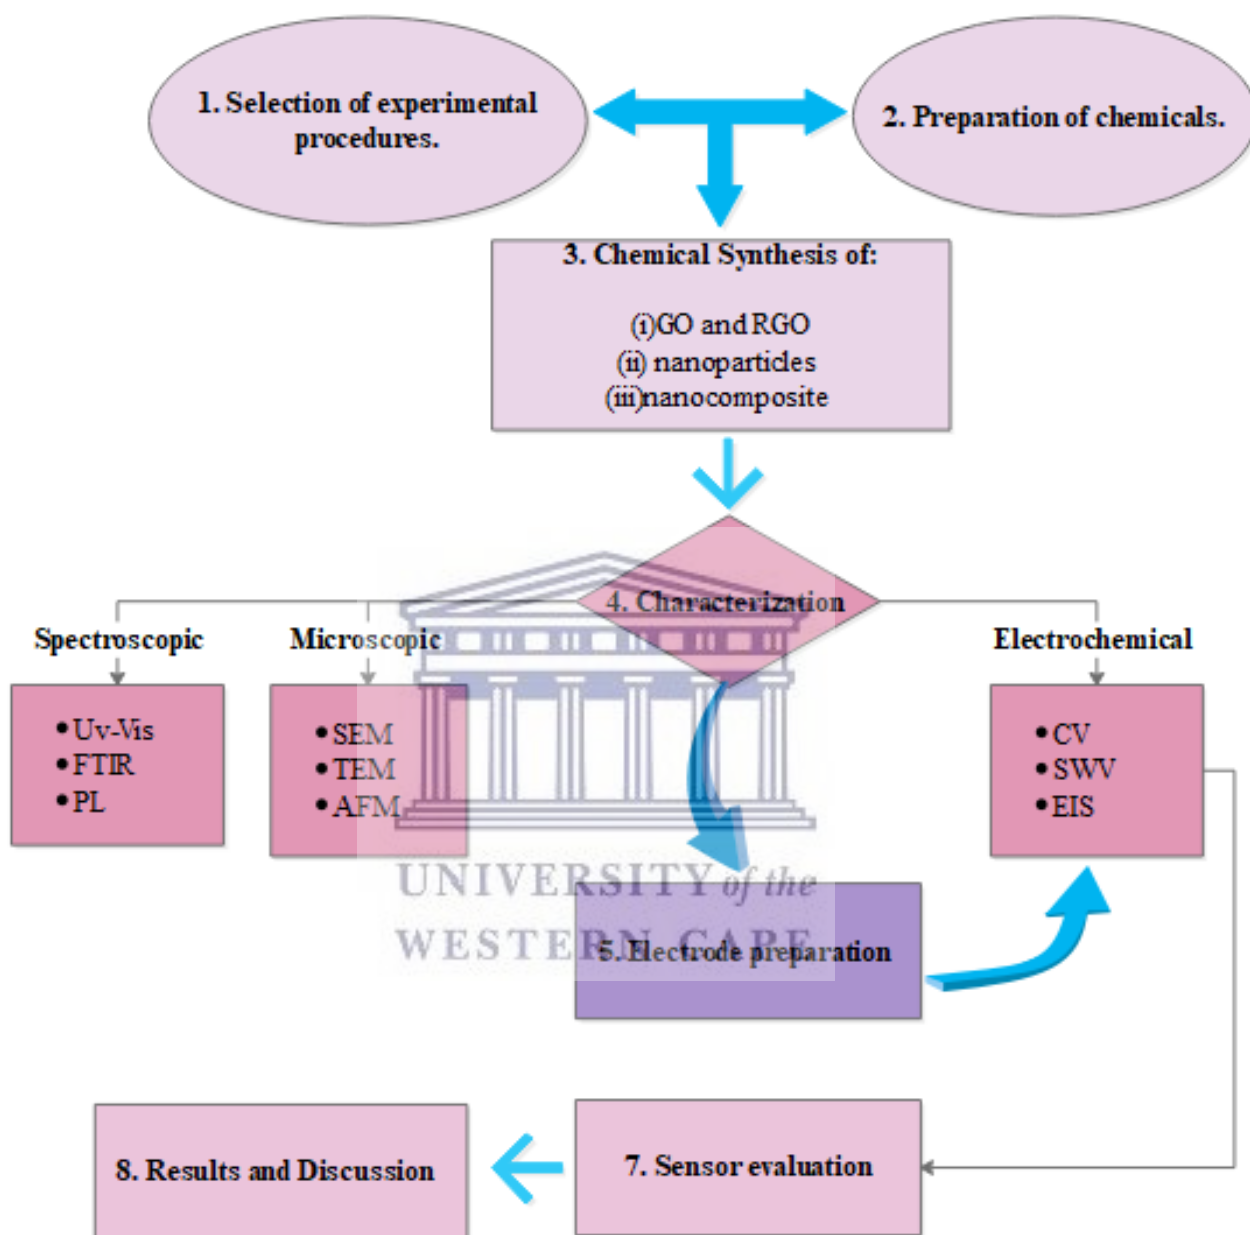 1. Selection of experimental
procedures.
2. Preparation of chemicals.
3. Chemical Synthesis of:
(i)GO and RGO
(ii) nanoparticles
(iii)nanocomposite
4. Characterization
Spectroscopic
Microscopic
Electrochemical
•Uv-Vis
•FTIR
•PL
•SEM
•TEM
•AFM
•CV
•SWV
•EIS
UNIVERSITY of the
WESTERN CAPE
5. Electrode preparation
8. Results and Discussion
7. Sensor evaluation